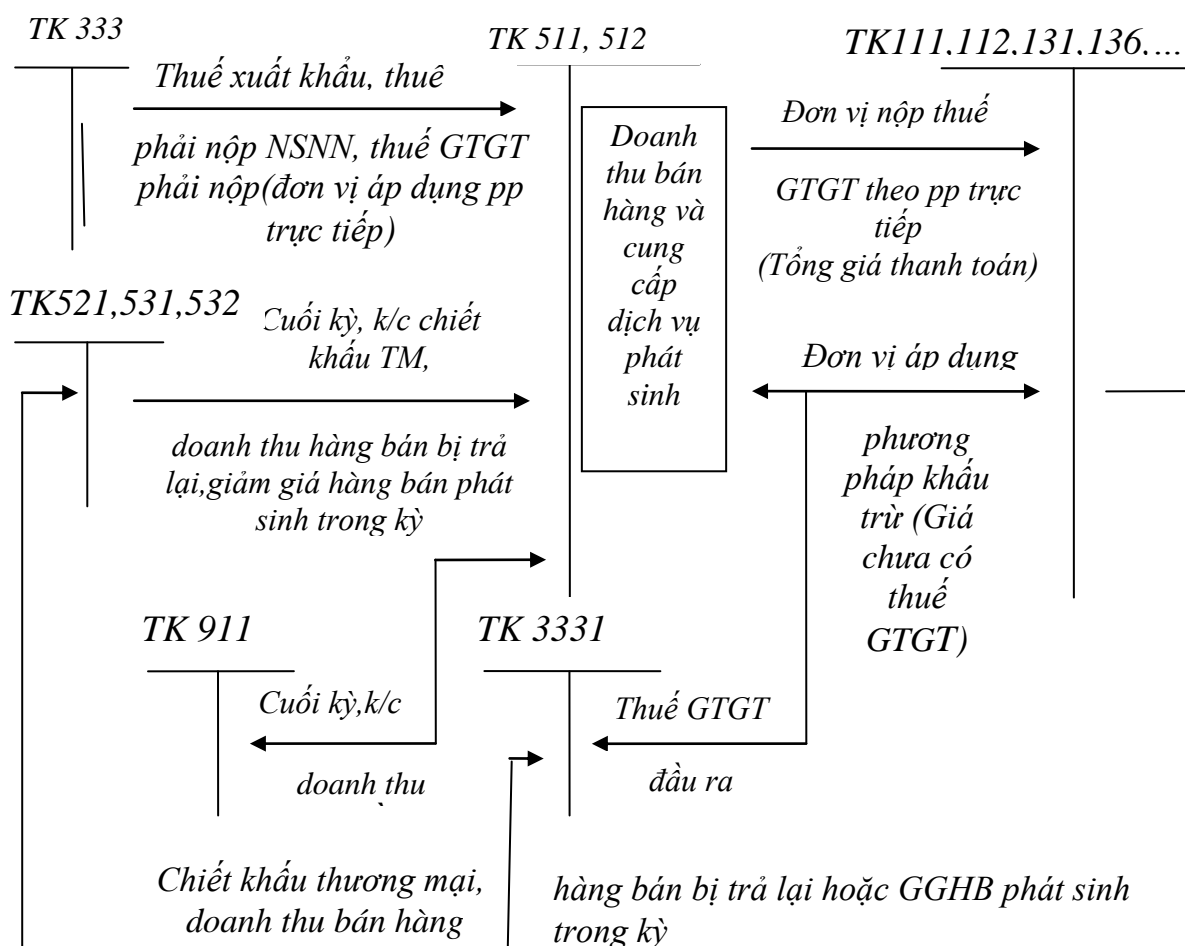 TK 333
TK 511, 512
TK111,112,131,136,...
Thuế xuất khẩu, thuê
phải nộp NSNN, thuế GTGT
phải nộp(đơn vị áp dụng pp
trực tiếp)
Doanh
thu bán
hàng và
cung
cấp
dịch vụ
phát
sinh
Đơn vị nộp thuế
GTGT theo pp trực
tiếp
(Tổng giá thanh toán)
TK521,531,532
Cuối kỳ, k/c chiết
khấu TM,
doanh thu hàng bán bị trả
lại,giảm giá hàng bán phát
sinh trong kỳ
Đơn vị áp dụng
phương
pháp khấu
trừ (Giá
chưa có
thuế
GTGT)
TK 911
TK 3331
Cuối kỳ,k/c
doanh thu
Thuế GTGT
đầu ra
Chiết khấu thương mại,
doanh thu bán hàng
hàng bán bị trả lại hoặc GGHB phát sinh
trong kỳ